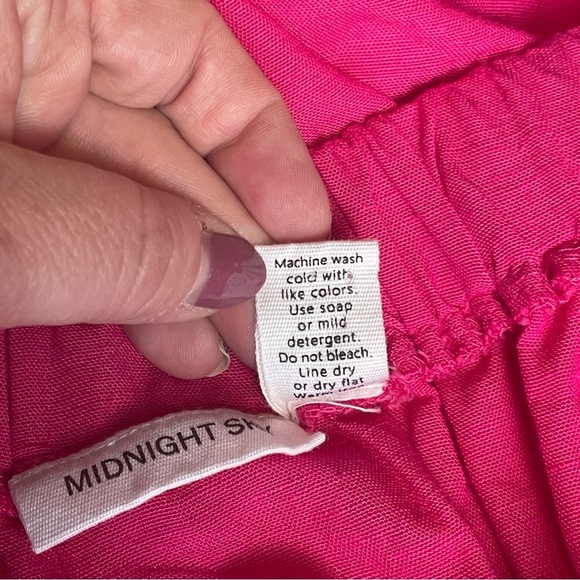 Machine wash
cold with
like colors.
Use soap
or mild
detergent.
Do not bleach.
Line dry
or dry flat
MIDNIGHT